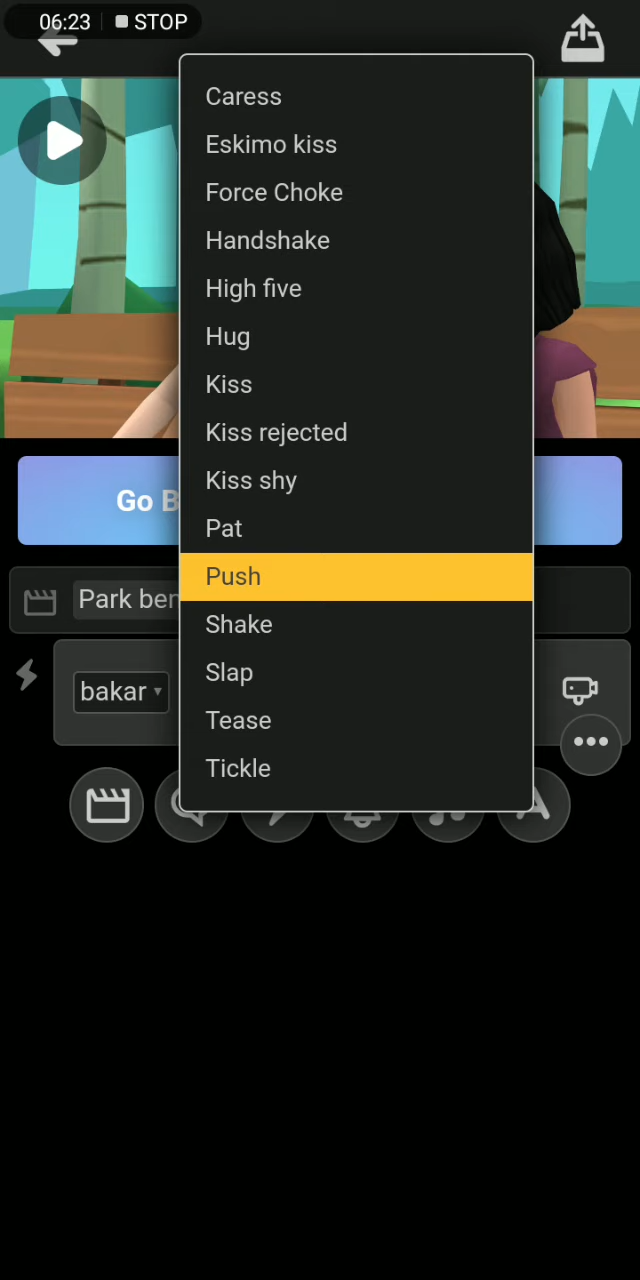 06:23 STOP
Caress
Eskimo kiss
Force Choke
Handshake
High five
Hug
Kiss
Kiss rejected
Kiss shy
Go B
Pat
Push
Park ben
Shake
Slap
bakar
Tease
Tickle
A